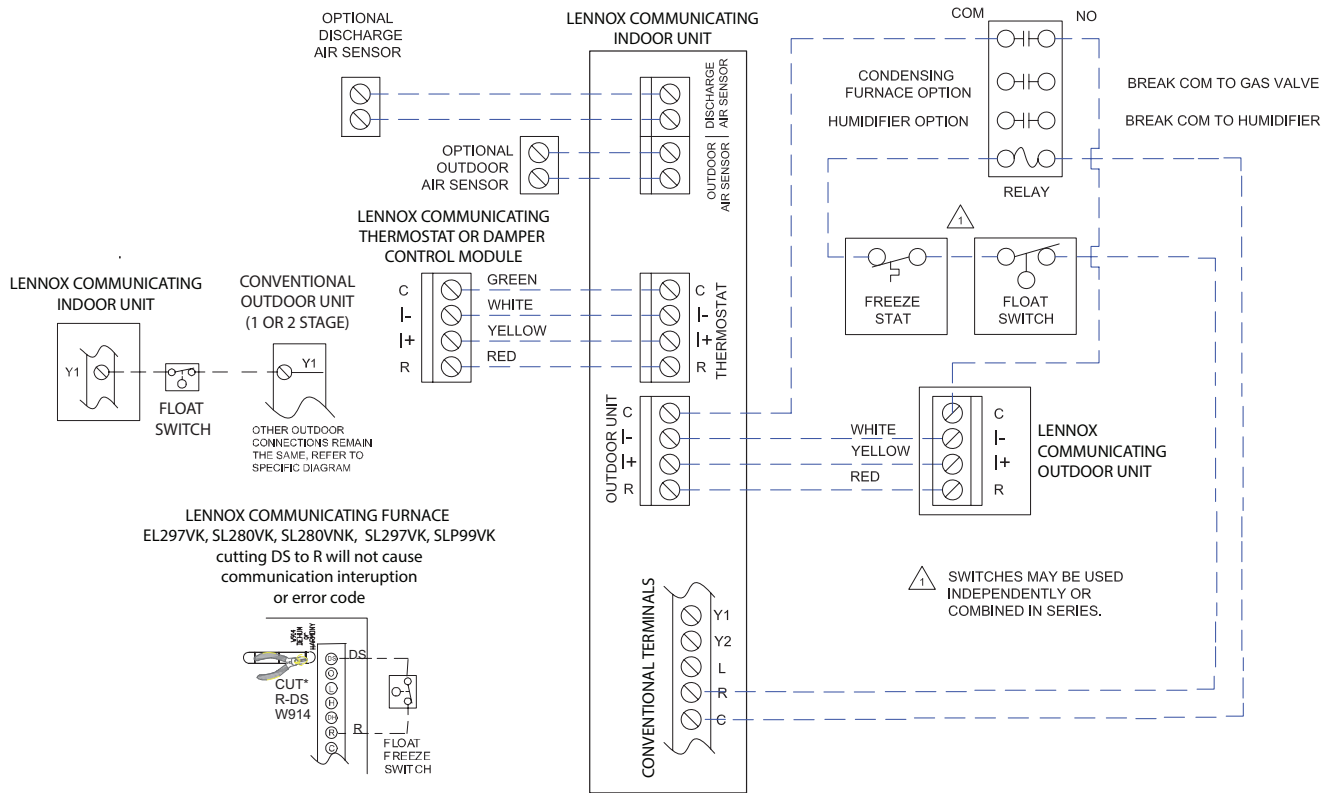 OPTIONAL
DISCHARGE
AIR SENSOR
LENNOX COMMUNICATING
INDOOR UNIT
DISCHARGE
AIR SENSOR
OPTIONAL
OUTDOOR
AIR SENSOR
OUTDOOR
AIR SENSOR
COM
NO
CONDENSING
FURNACE OPTION
BREAK COM TO GAS VALVE
HUMIDIFIER OPTION
BREAK COM TO HUMIDIFIER
RELAY
1
FREEZE
STAT
FLOAT
SWITCH
LENNOX COMMUNICATING
THERMOSTAT OR DAMPER
CONTROL MODULE
C
GREEN
C
I-
WHITE
I-
I+
YELLOW
I+
R
RED
R
THERMOSTAT
LENNOX COMMUNICATING
INDOOR UNIT
CONVENTIONAL
OUTDOOR UNIT
(1 OR 2 STAGE)
Y1
Y1
FLOAT
SWITCH
OTHER OUTDOOR
CONNECTIONS REMAIN
THE SAME, REFER TO
SPECIFIC DIAGRAM
OUTDOOR UNIT
C
I-
I+
R
WHITE
YELLOW
RED
C
I-
I+
R
LENNOX
COMMUNICATING
OUTDOOR UNIT
1 SWITCHES MAY BE USED
INDEPENDENTLY OR
COMBINED IN SERIES.
LENNOX COMMUNICATING FURNACE
EL297VK, SL280VK, SL280VNK, SL297VK, SLP99VK
cutting DS to R will not cause
communication interuption
or error code
W914
DEHUM
OF
HARMONY
CUT*
R-DS
W914
DS
O
L
H
DH
R
C
DS
R
FLOAT
FREEZE
SWITCH
CONVENTIONAL TERMINALS
Y1
Y2
L
R
C